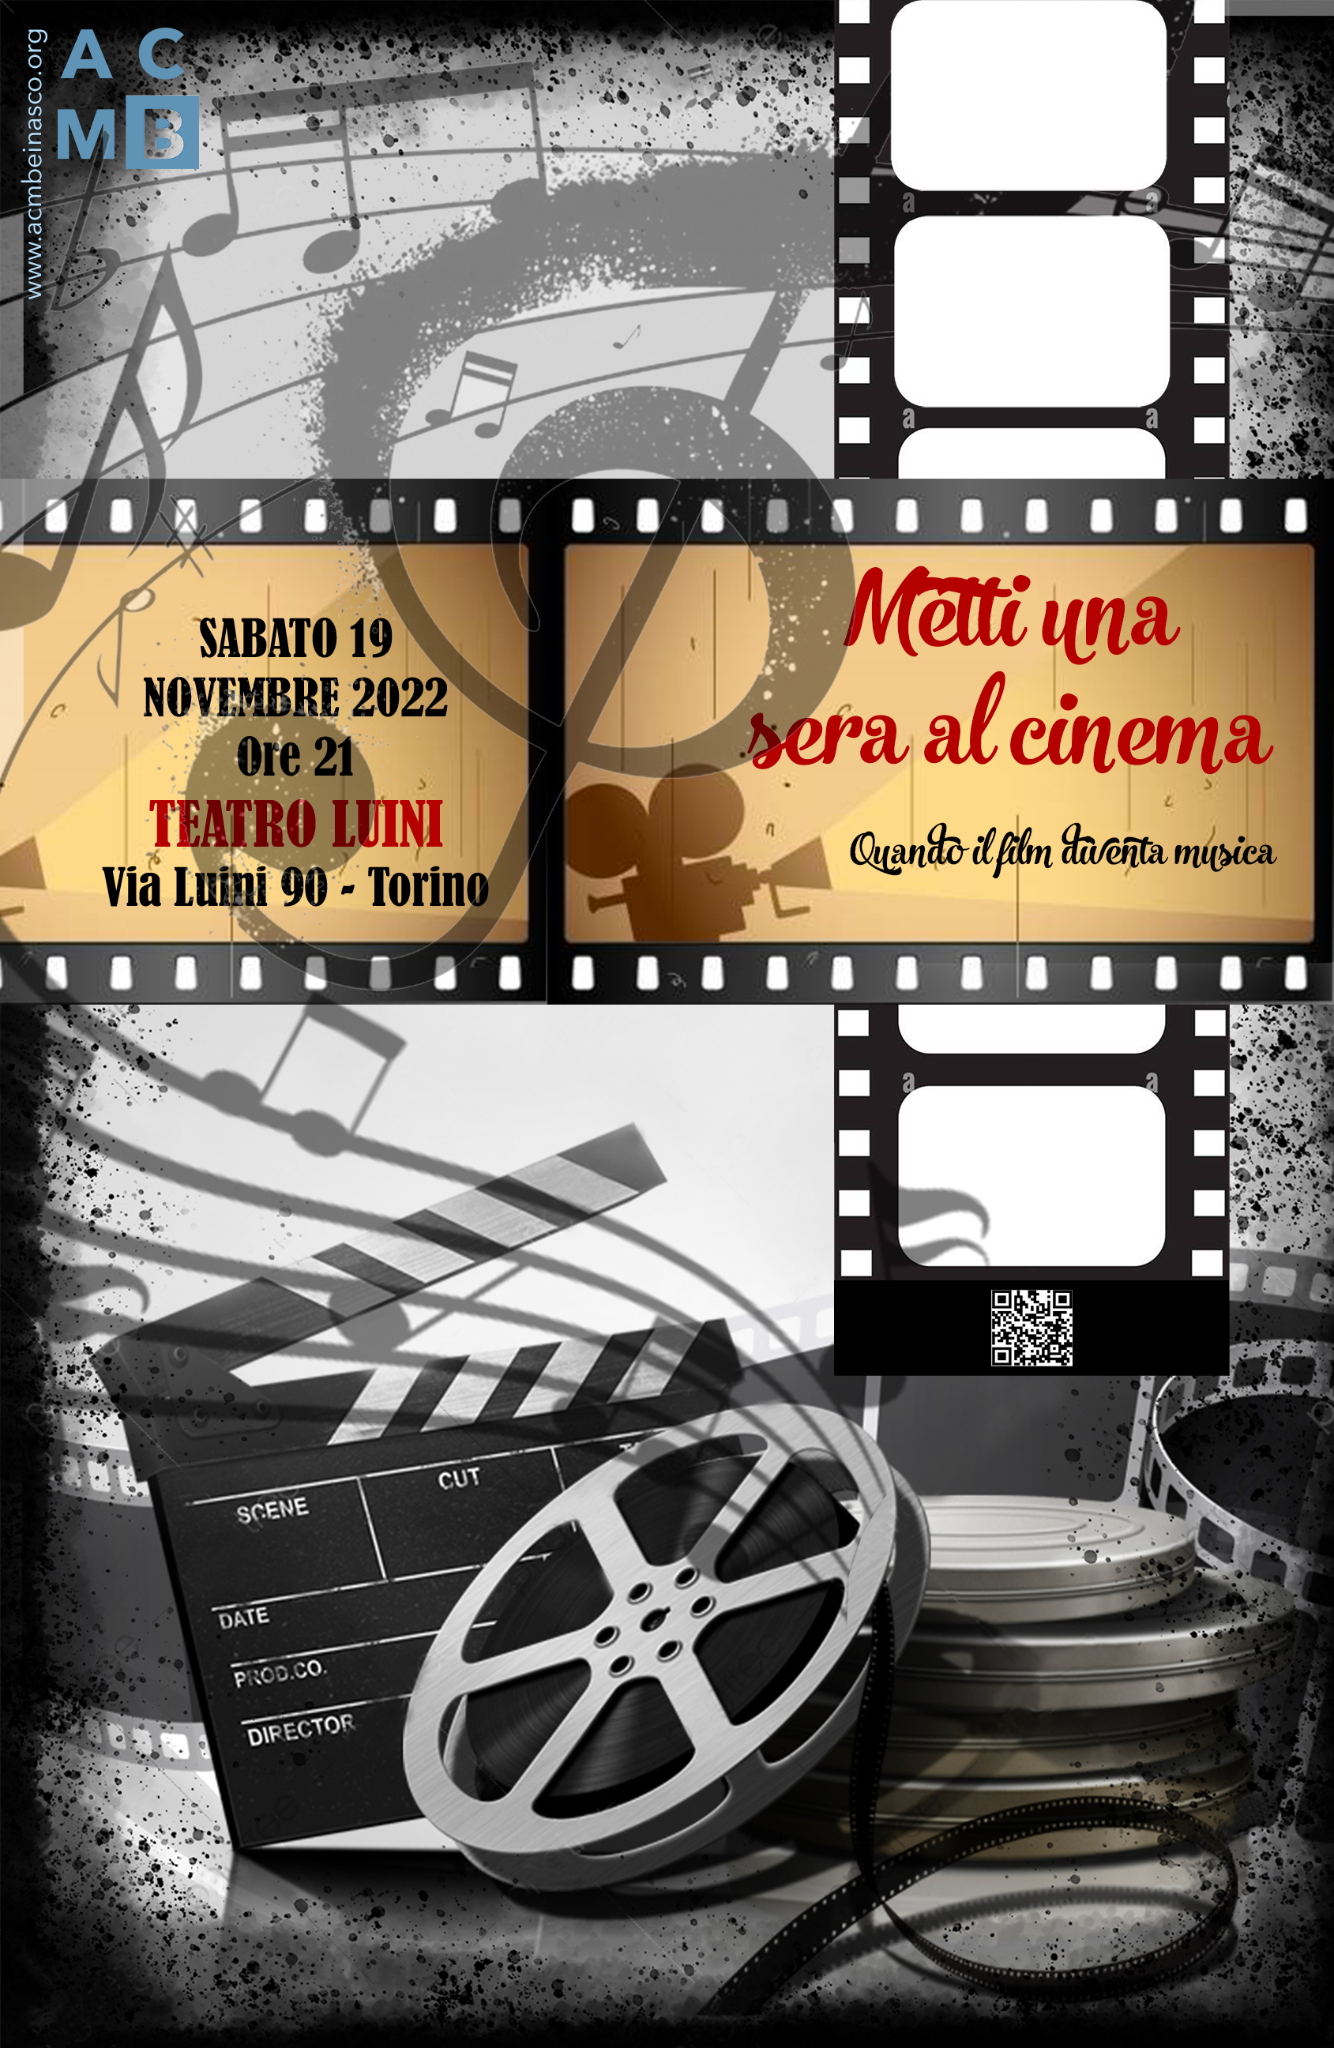 www.acmbeinasco.org
A C
M B
a a
a a
Metti una
sera al cinema
Quando il film diventa musica
SABATO 19
NOVEMBRE 2022
Ore 21
TEATRO LUINI
Via Luini 90 - Torino
a a
SCENE
CUT
DATE
PROD.CO.
DIRECTOR